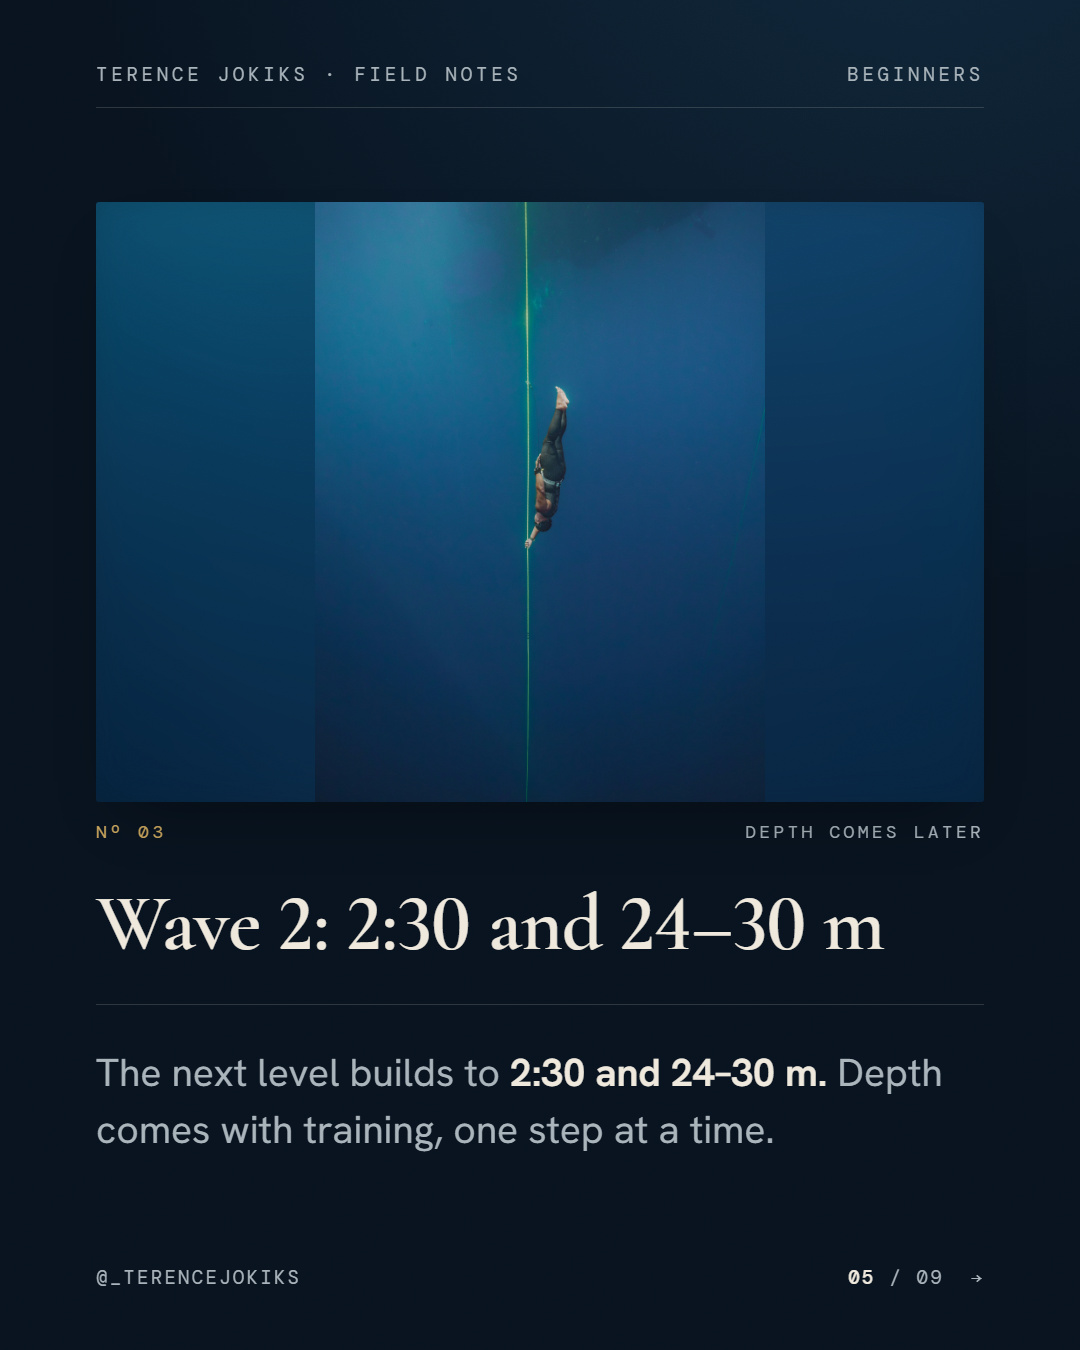 TERENCE JOKIKS · FIELD NOTES
BEGINNERS
Nº 03
DEPTH COMES LATER
Wave 2: 2:30 and 24–30 m
The next level builds to 2:30 and 24–30 m. Depth
comes with training, one step at a time.
@_TERENCEJOKIKS
05 / 09 →